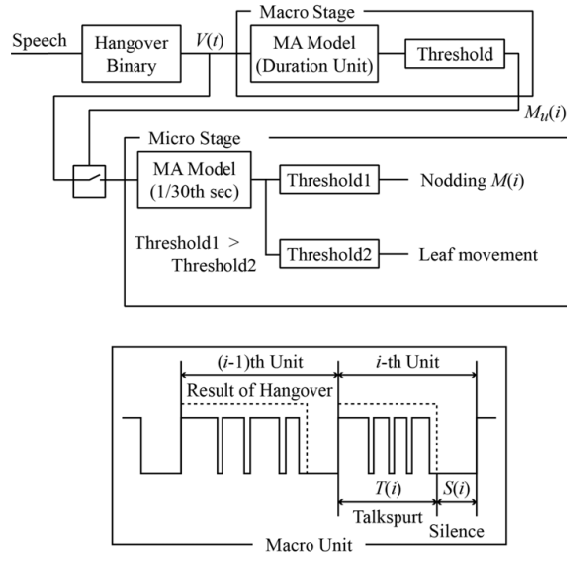 Macro Stage
Speech
Hangover
Binary
V(t)
MA Model
(Duration Unit)
Threshold
Mu(i)
Micro Stage
MA Model
(1/30th sec)
Threshold1
Nodding M(i)
Threshold1 >
Threshold2
Threshold2
Leaf movement
(i-1)th Unit
i-th Unit
Result of Hangover
T(i)
S(i)
Talkspurt
Silence
Macro Unit